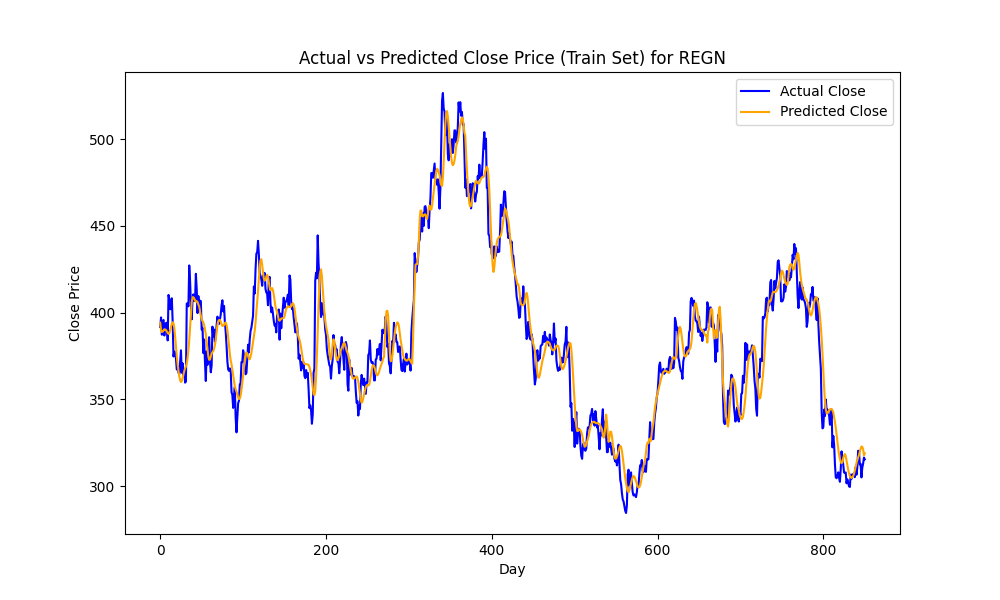 Actual vs Predicted Close Price (Train Set) for REGN
Actual Close
Predicted Close
Close Price
500
450
400
350
300
0 200 400 600 800
Day